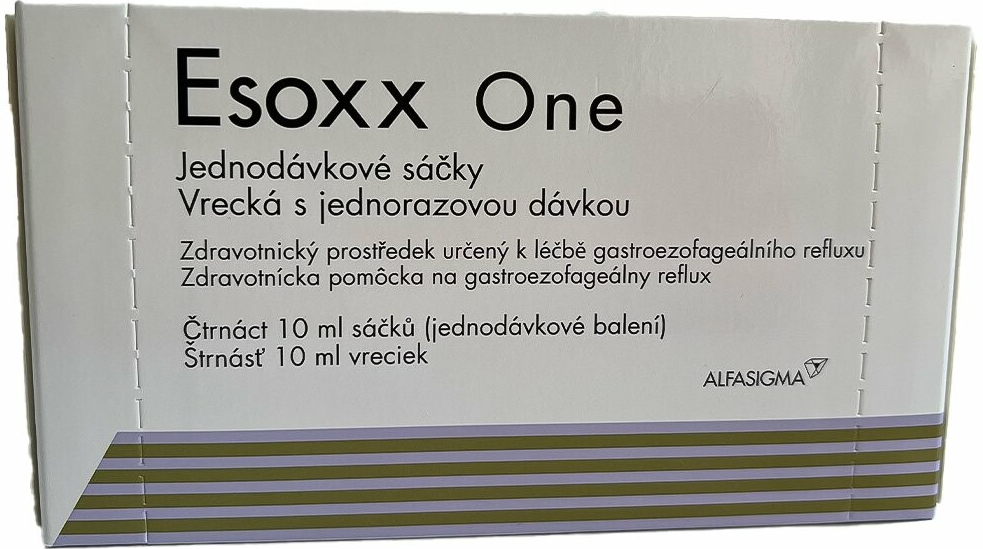 Esoxx One
Jednodávkové sáčky
Vrecká s jednorazovou dávkou
Zdravotnický prostředek určený k léčbě gastroezofageálního refluxu
Zdravotnícka pomôcka na gastroezofageálny reflux
Čtrnáct 10 ml sáčků (jednodávkové balení)
Štrnásť 10 ml vreciek
ALFASIGMA